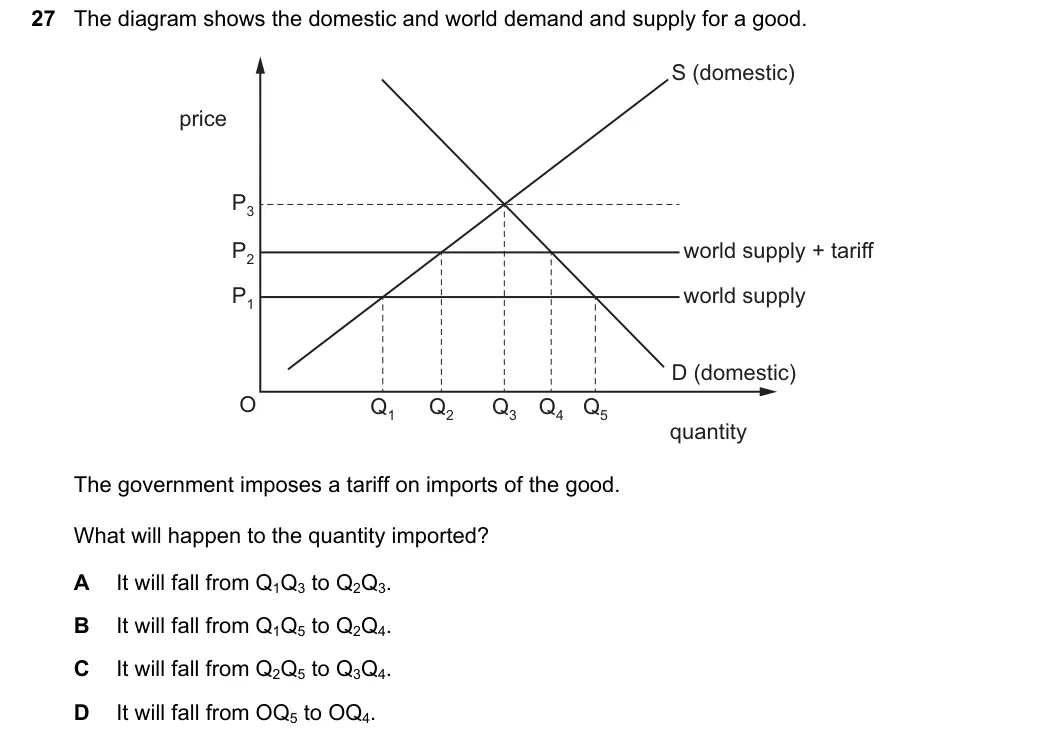 27 The diagram shows the domestic and world demand and supply for a good.
S (domestic)
price
P₃
P₂
world supply + tariff
P₁
world supply
D (domestic)
O
Q₁ Q₂ Q₃ Q₄ Q₅
quantity
The government imposes a tariff on imports of the good.
What will happen to the quantity imported?
A It will fall from Q₁Q₃ to Q₂Q₃.
B It will fall from Q₁Q₅ to Q₂Q₄.
C It will fall from Q₂Q₅ to Q₃Q₄.
D It will fall from OQ₅ to OQ₄.